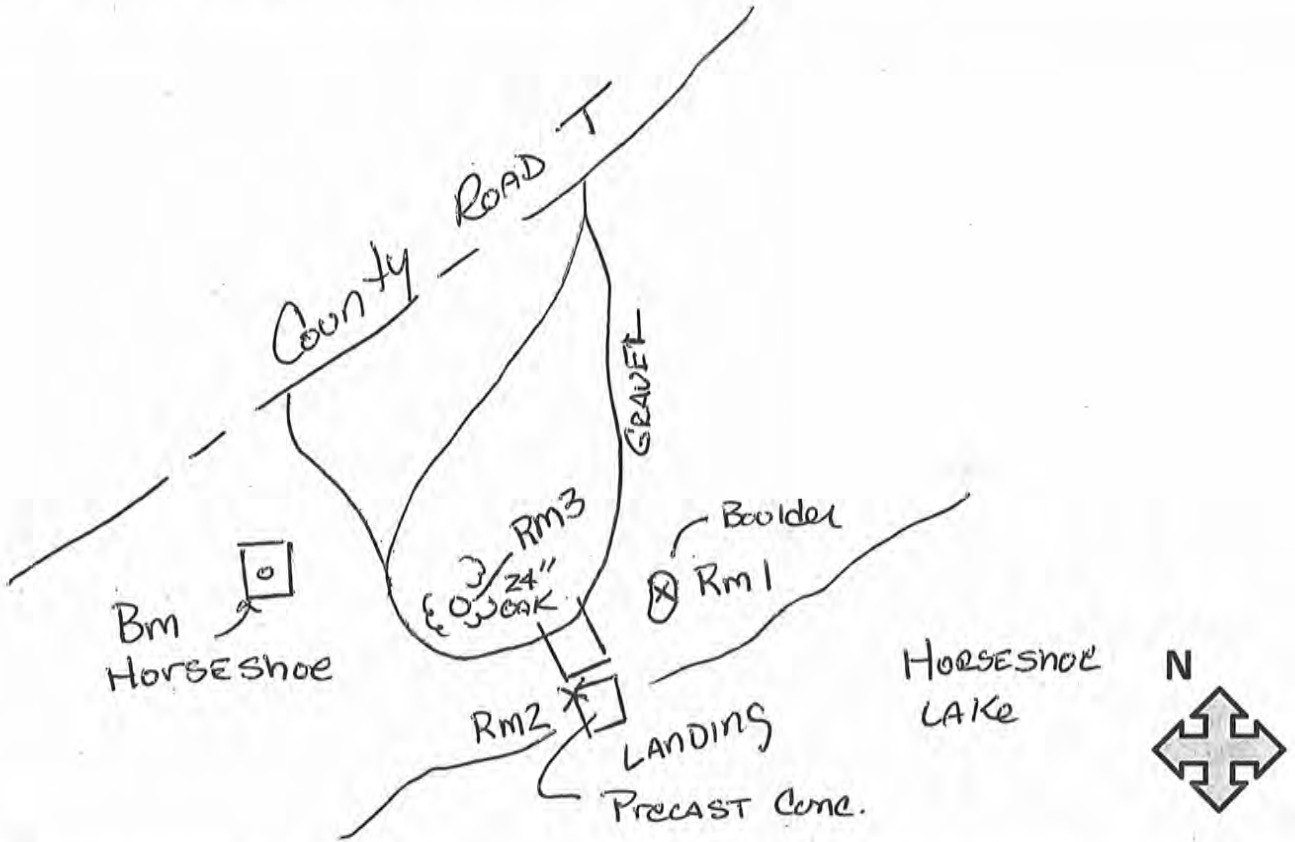 County ROAD T
GRAVEL
Boulder
Rm1
Rm3
24"
OAK
Bm
HORSESHOE
Rm2
LANDING
PRECAST CONC.
HORSESHOE
LAKE
N